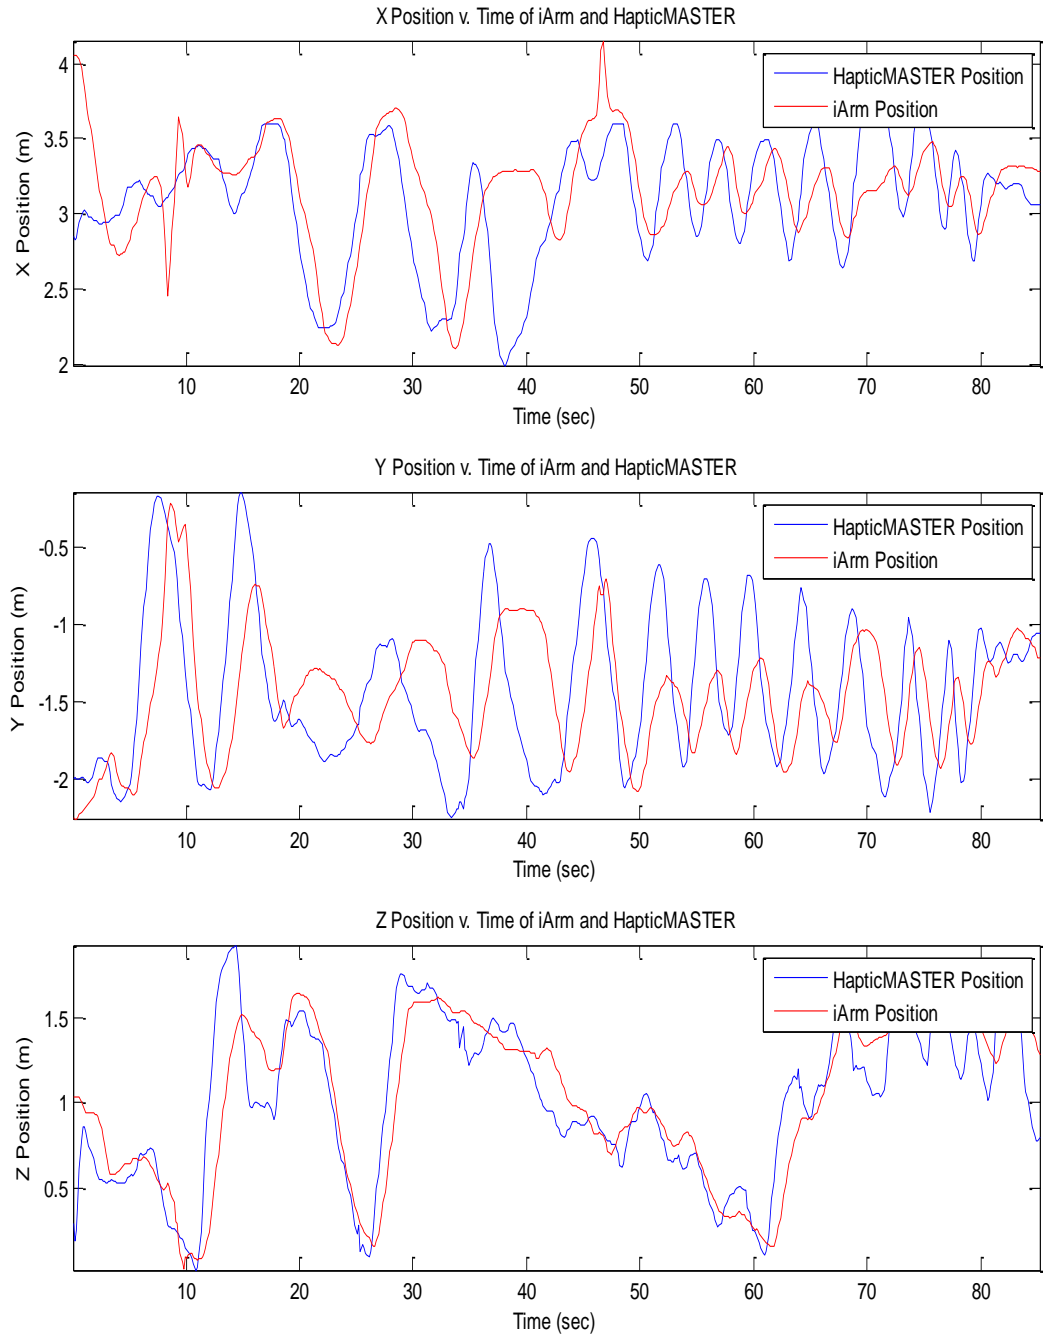 X Position v. Time of iArm and HapticMASTER
HapticMASTER Position
iArm Position
X Position (m)
4
3.5
3
2.5
2
10 20 30 40 50 60 70 80
Time (sec)
Y Position v. Time of iArm and HapticMASTER
HapticMASTER Position
iArm Position
Y Position (m)
-0.5
-1
-1.5
-2
10 20 30 40 50 60 70 80
Time (sec)
Z Position v. Time of iArm and HapticMASTER
HapticMASTER Position
iArm Position
Z Position (m)
1.5
1
0.5
10 20 30 40 50 60 70 80
Time (sec)